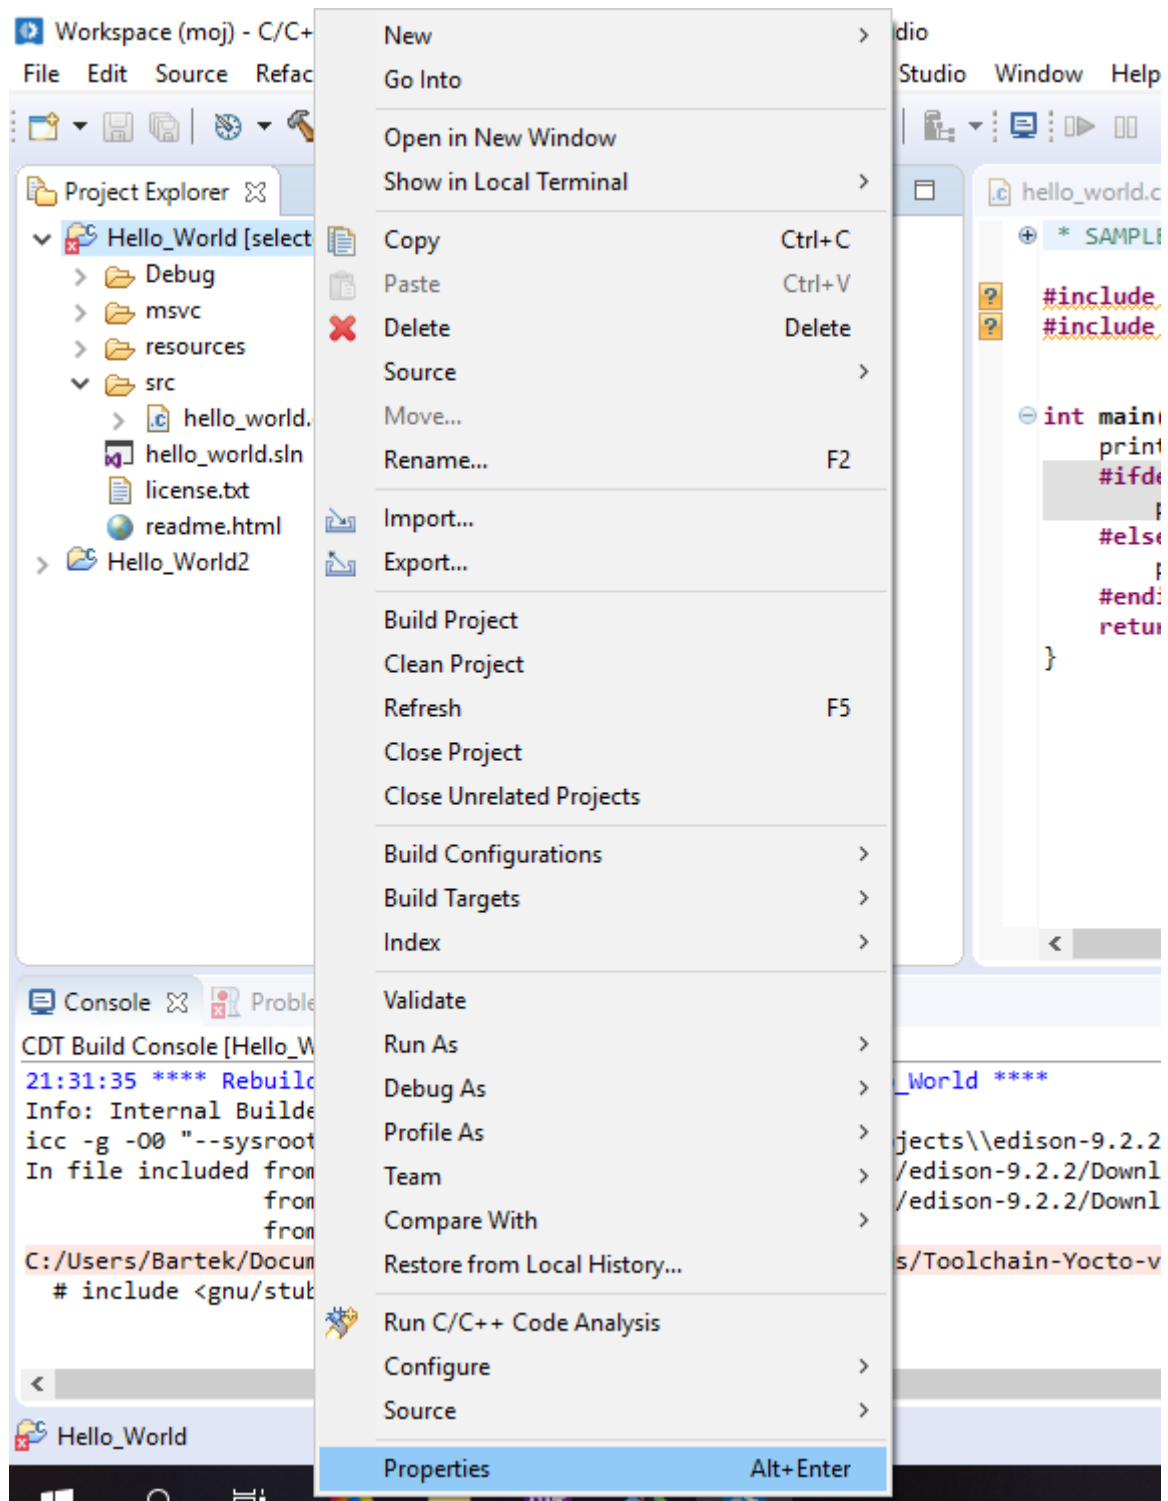 Workspace (moj) - C/C+
dio
File Edit Source Refac
Studio Window Help
Project Explorer
Hello_World [select
Debug
msvc
resources
src
hello_world.
hello_world.sln
license.txt
readme.html
Hello_World2
New
Go Into
Open in New Window
Show in Local Terminal
Copy Ctrl+C
Paste Ctrl+V
Delete Delete
Source
Move...
Rename... F2
Import...
Export...
Build Project
Clean Project
Refresh F5
Close Project
Close Unrelated Projects
Build Configurations
Build Targets
Index
Validate
Run As
Debug As
Profile As
Team
Compare With
Restore from Local History...
Run C/C++ Code Analysis
Configure
Source
Properties Alt+Enter
hello_world.c
* SAMPLE
#include
#include
int main(
print
#ifde
p
#else
p
#endi
retur
}
Console Proble
CDT Build Console [Hello_W
21:31:35 **** Rebuild _World ****
Info: Internal Builde
icc -g -O0 "--sysroot jects\\edison-9.2.2
In file included from /edison-9.2.2/Downl
from /edison-9.2.2/Downl
from
C:/Users/Bartek/Docum s/Toolchain-Yocto-v
# include <gnu/stub
Hello_World